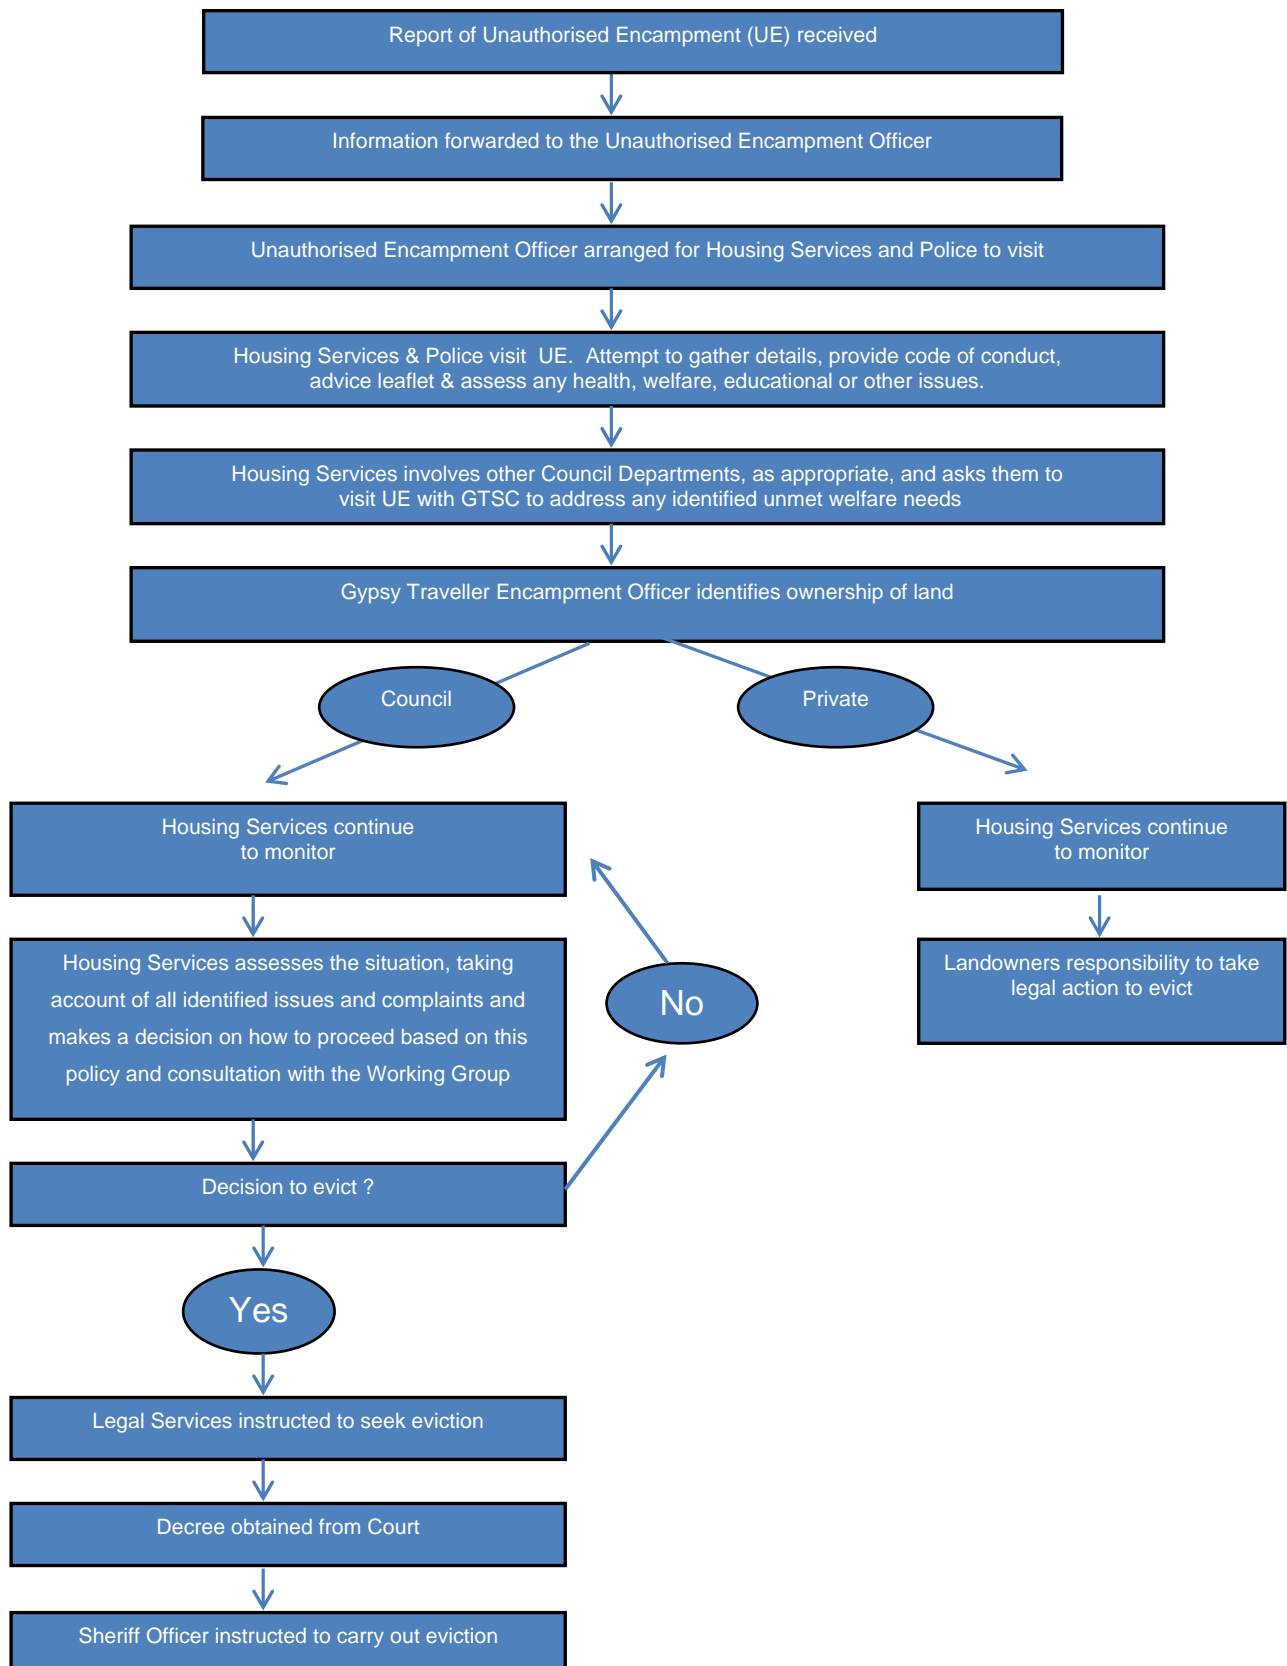 Report of Unauthorised Encampment (UE) received
Information forwarded to the Unauthorised Encampment Officer
Unauthorised Encampment Officer arranged for Housing Services and Police to visit
Housing Services & Police visit  UE.  Attempt to gather details, provide code of conduct,
advice leaflet & assess any health, welfare, educational or other issues.
Housing Services involves other Council Departments, as appropriate, and asks them to
visit UE with GTSC to address any identified unmet welfare needs
Gypsy Traveller Encampment Officer identifies ownership of land
Council
Private
Housing Services continue
to monitor
Housing Services continue
to monitor
Housing Services assesses the situation, taking
account of all identified issues and complaints and
makes a decision on how to proceed based on this
policy and consultation with the Working Group
No
Landowners responsibility to take
legal action to evict
Decision to evict ?
Yes
Legal Services instructed to seek eviction
Decree obtained from Court
Sheriff Officer instructed to carry out eviction